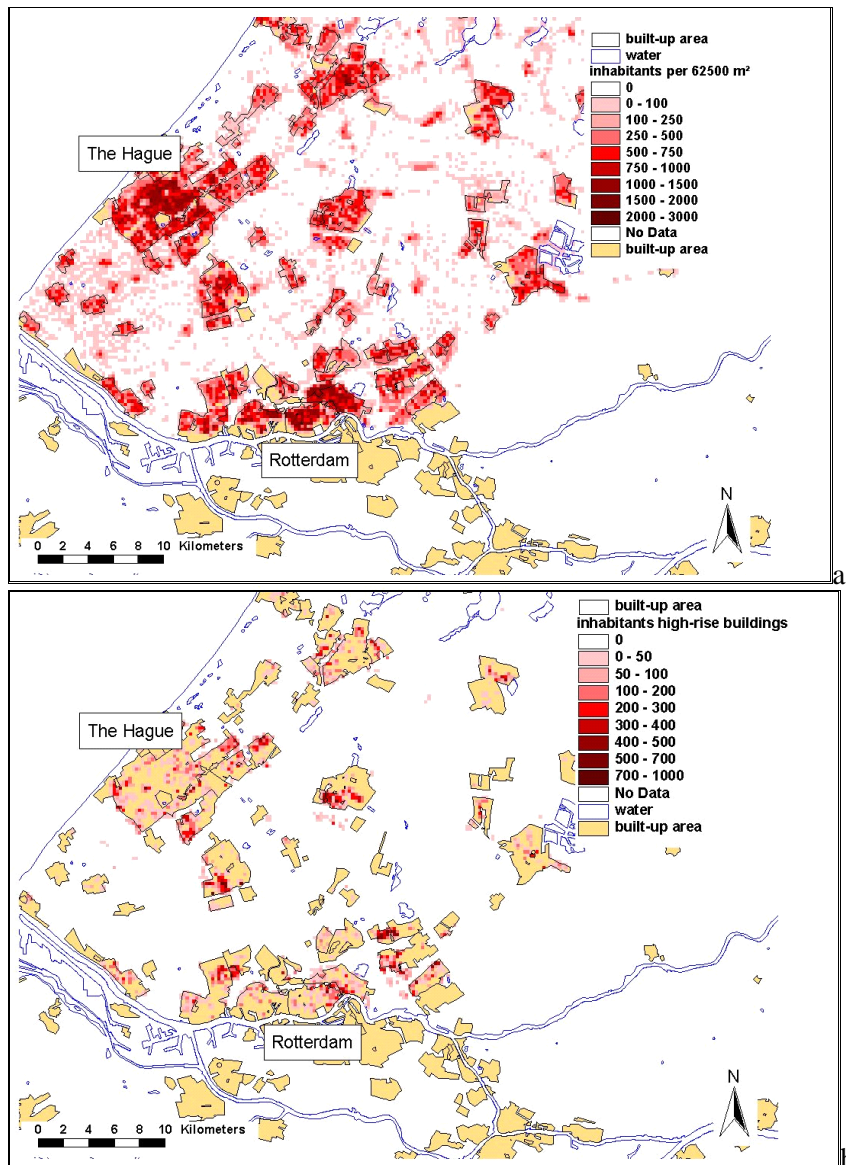 built-up area
water
inhabitants per 62500 m²
0
0 - 100
100 - 250
250 - 500
500 - 750
750 - 1000
1000 - 1500
1500 - 2000
2000 - 3000
No Data
built-up area
The Hague
Rotterdam
N
0 2 4 6 8 10 Kilometers
a
built-up area
inhabitants high-rise buildings
0
0 - 50
50 - 100
100 - 200
200 - 300
300 - 400
400 - 500
500 - 700
700 - 1000
No Data
water
built-up area
The Hague
Rotterdam
N
0 2 4 6 8 10 Kilometers